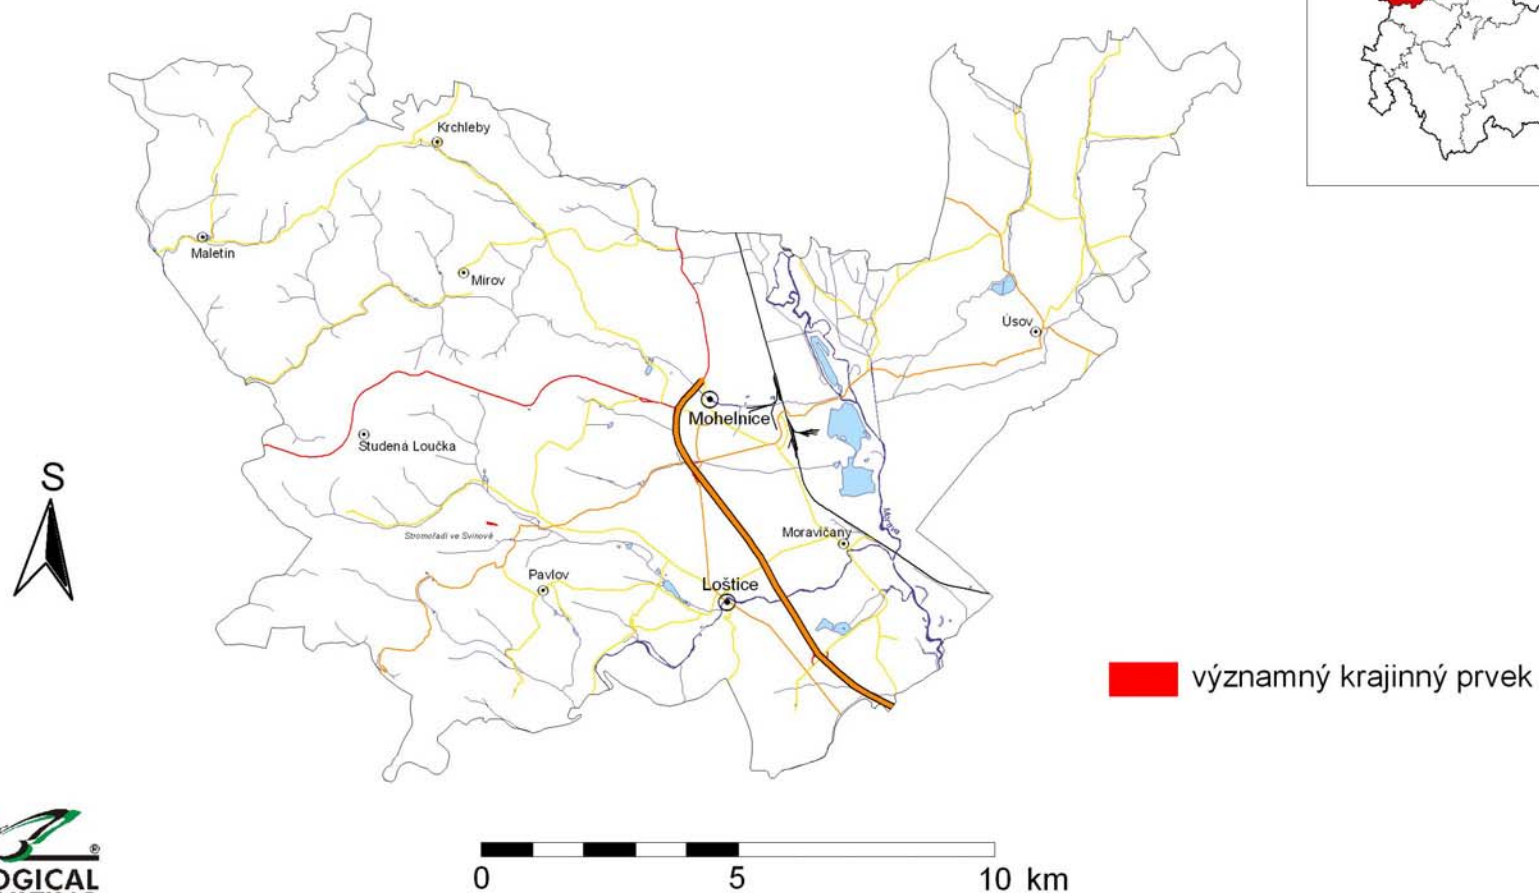 Krchleby
Maletín
Mírov
Úsov
Mohelnice
Studená Loučka
S
Stromořadí ve Svinově
Moravičany
Morava
Pavlov
Loštice
významný krajinný prvek
®
OGICAL
0 5 10 km